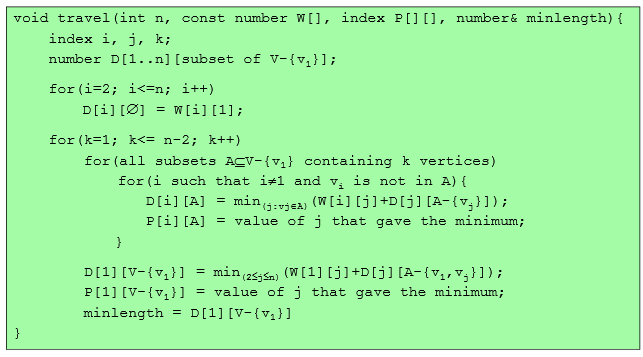 void travel(int n, const number W[], index P[][], number& minlength){
index i, j, k;
number D[1..n][subset of V-{v₁}];
for(i=2; i<=n; i++)
D[i][∅] = W[i][1];
for(k=1; k<= n-2; k++)
for(all subsets A⊆V-{v₁} containing k vertices)
for(i such that i≠1 and vᵢ is not in A){
D[i][A] = min(j:vj∈A)(W[i][j]+D[j][A-{vⱼ}]);
P[i][A] = value of j that gave the minimum;
}
D[1][V-{v₁}] = min(2≤j≤n)(W[1][j]+D[j][A-{v₁,vⱼ}]);
P[1][V-{v₁}] = value of j that gave the minimum;
minlength = D[1][V-{v₁}]
}